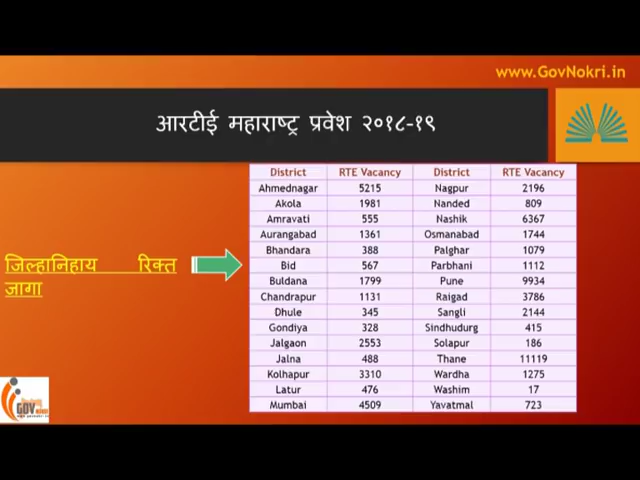 www.GovNokri.in
आरटीई महाराष्ट्र प्रवेश २०१८-१९
जिल्हानिहाय रिक्त
जागा
District RTE Vacancy District RTE Vacancy
Ahmednagar 5215 Nagpur 2196
Akola 1981 Nanded 809
Amravati 555 Nashik 6367
Aurangabad 1361 Osmanabad 1744
Bhandara 388 Palghar 1079
Bid 567 Parbhani 1112
Buldana 1799 Pune 9934
Chandrapur 1131 Raigad 3786
Dhule 345 Sangli 2144
Gondiya 328 Sindhudurg 415
Jalgaon 2553 Solapur 186
Jalna 488 Thane 11119
Kolhapur 3310 Wardha 1275
Latur 476 Washim 17
Mumbai 4509 Yavatmal 723
GOV